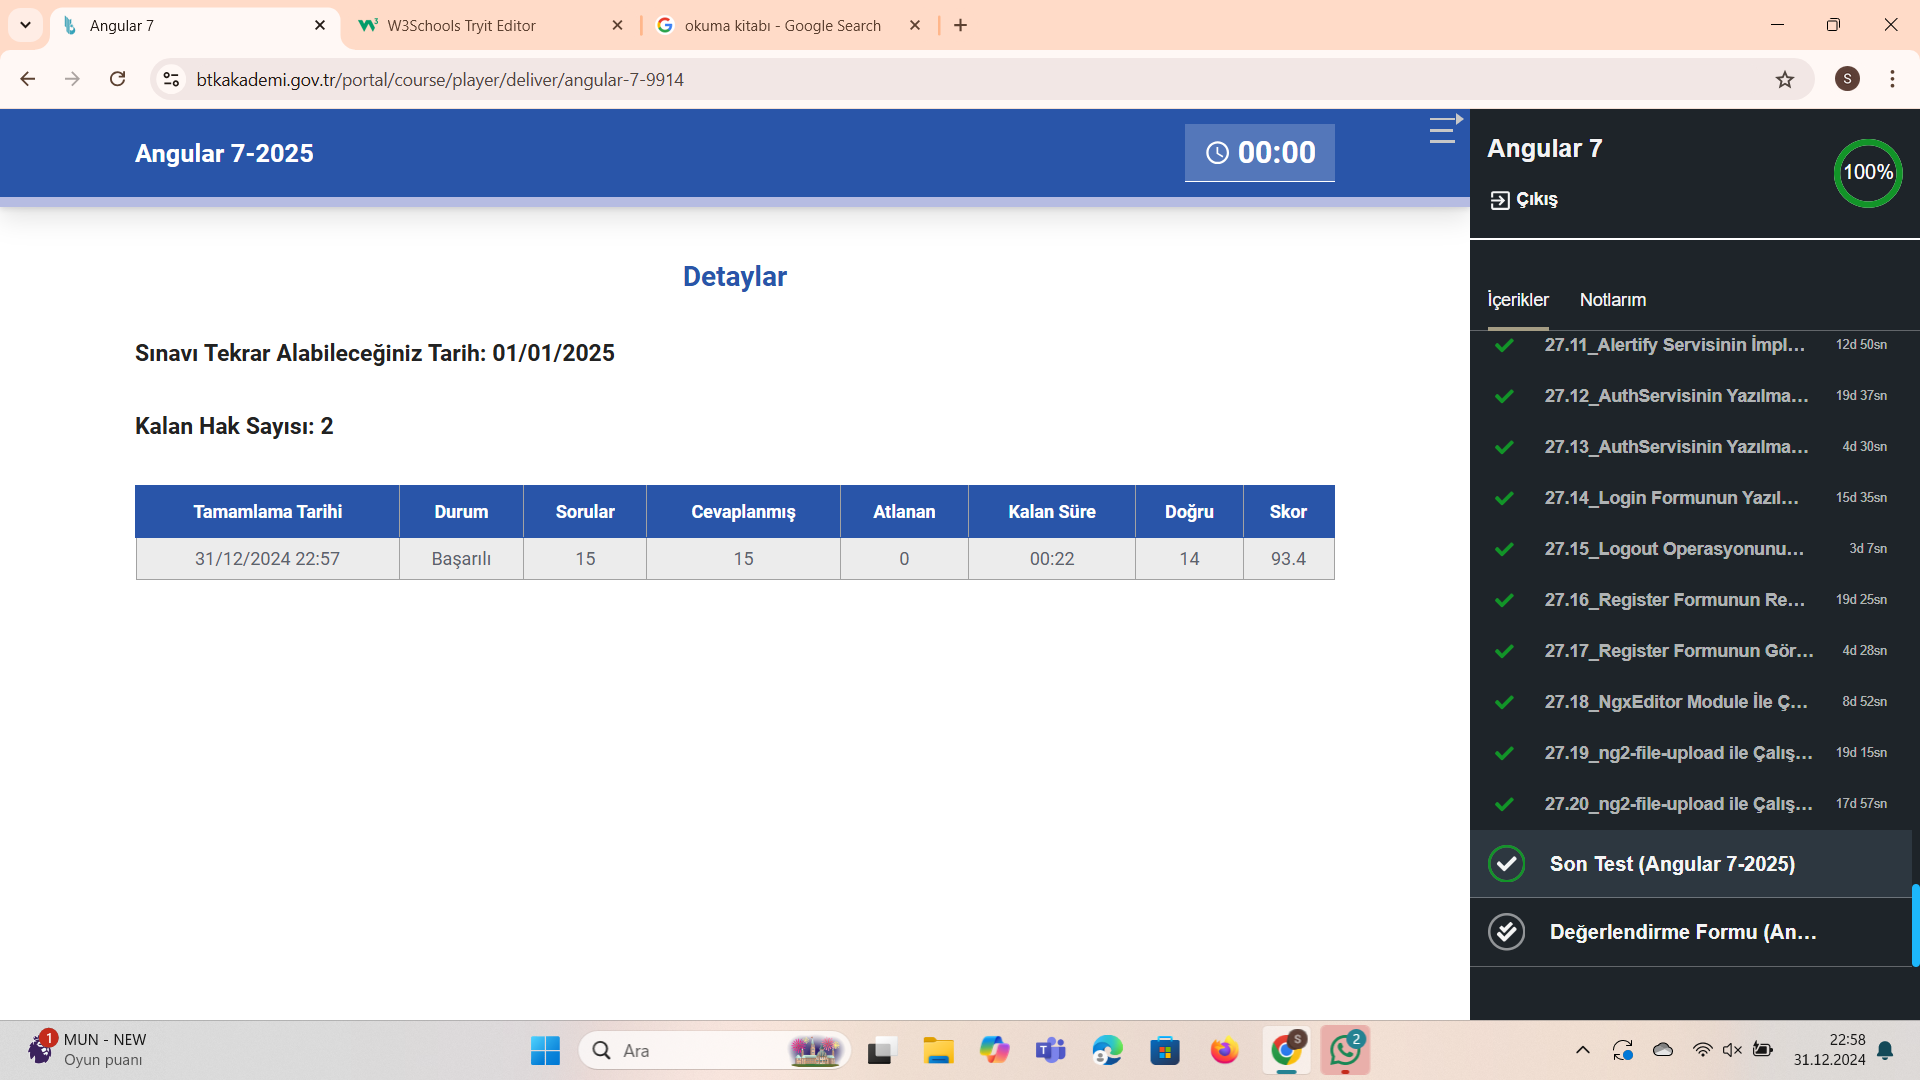 Angular 7
W3Schools Tryit Editor
okuma kitabı - Google Search
btkakademi.gov.tr/portal/course/player/deliver/angular-7-9914
S
Angular 7-2025
00:00
Detaylar
Sınavı Tekrar Alabileceğiniz Tarih: 01/01/2025
Kalan Hak Sayısı: 2
Tamamlama Tarihi Durum Sorular Cevaplanmış Atlanan Kalan Süre Doğru Skor
31/12/2024 22:57 Başarılı 15 15 0 00:22 14 93.4
Angular 7
100%
Çıkış
İçerikler Notlarım
27.11_Alertify Servisinin İmpl... 12d 50sn
27.12_AuthServisinin Yazılma... 19d 37sn
27.13_AuthServisinin Yazılma... 4d 30sn
27.14_Login Formunun Yazıl... 15d 35sn
27.15_Logout Operasyonunu... 3d 7sn
27.16_Register Formunun Re... 19d 25sn
27.17_Register Formunun Gör... 4d 28sn
27.18_NgxEditor Module İle Ç... 8d 52sn
27.19_ng2-file-upload ile Çalış... 19d 15sn
27.20_ng2-file-upload ile Çalış... 17d 57sn
Son Test (Angular 7-2025)
Değerlendirme Formu (An...
1
MUN - NEW
Oyun puanı
Ara
S
2
22:58
31.12.2024